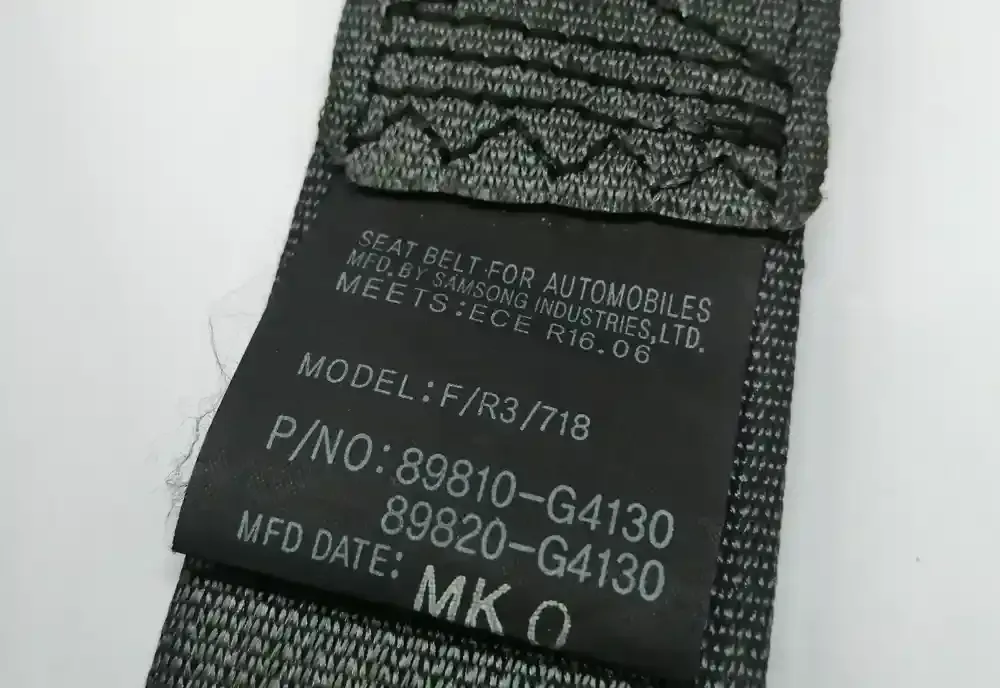 SEAT BELT FOR AUTOMOBILES
MFD.BY SAMSONG INDUSTRIES,LTD.
MEETS:ECE R16.06
MODEL:F/R3/718
P/NO:89810-G4130
89820-G4130
MFD DATE:
MK O